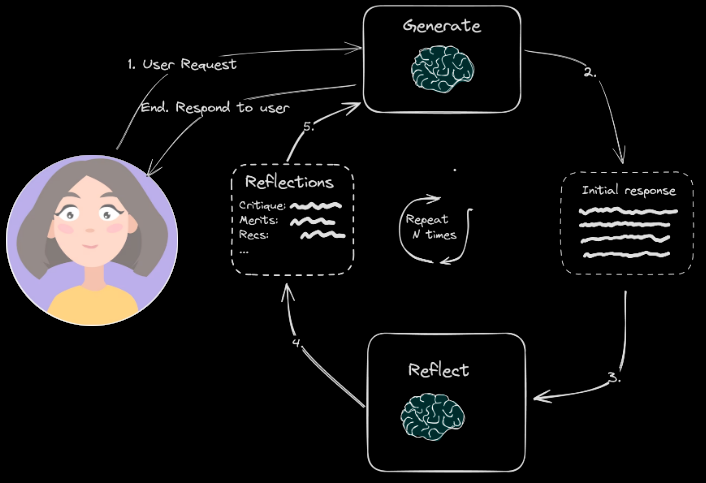 Generate
1. User Request
2.
End. Respond to user
5.
Reflections
Critique:
Merits:
Recs:
...
Repeat
N times
Initial response
4.
Reflect
3.